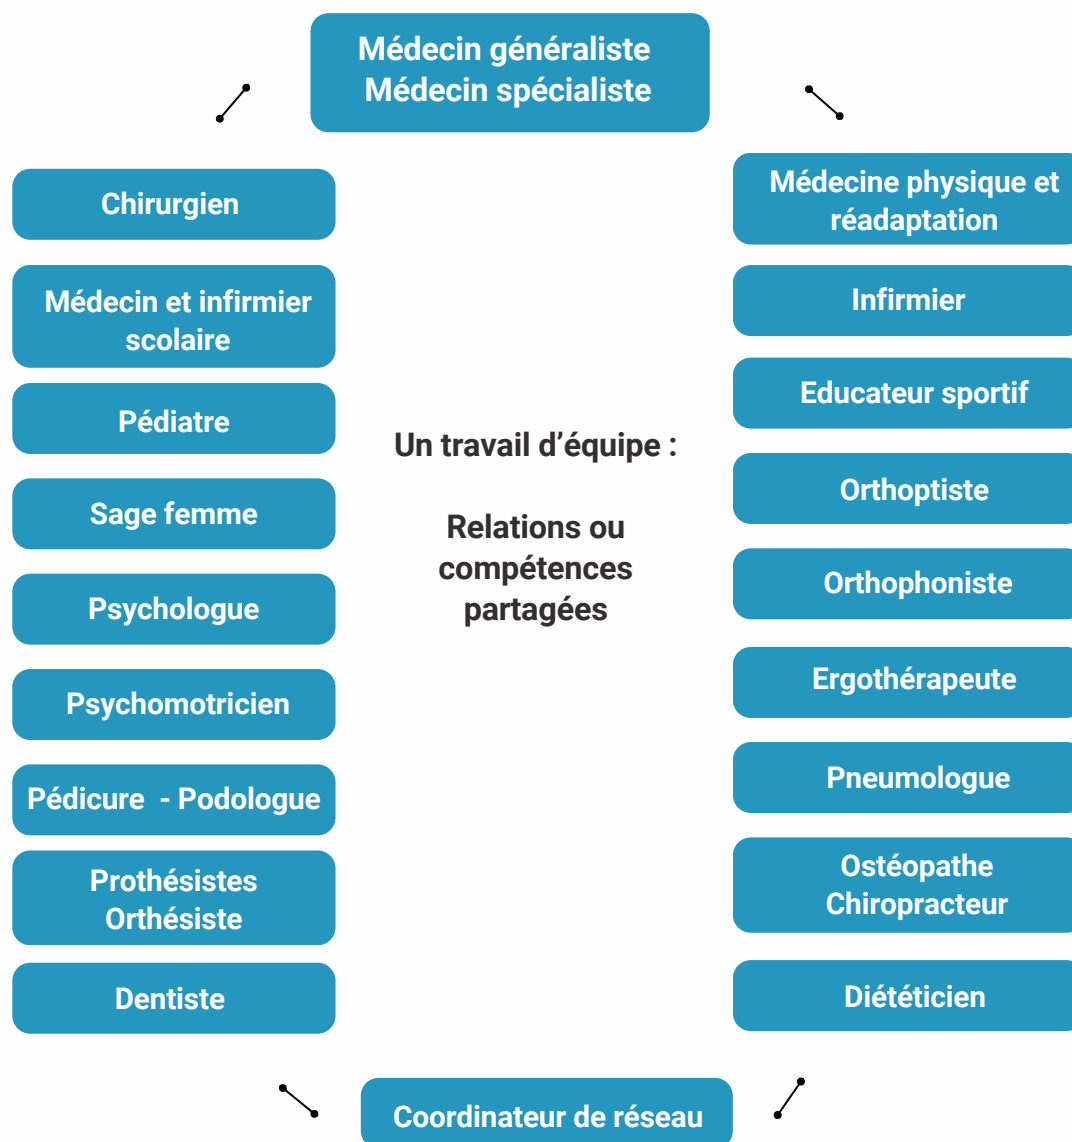 Médecin généraliste
Médecin spécialiste
Chirurgien
Médecin et infirmier
scolaire
Pédiatre
Sage femme
Psychologue
Psychomotricien
Pédicure - Podologue
Prothésistes
Orthésiste
Dentiste
Un travail d’équipe :
Relations ou
compétences
partagées
Médecine physique et
réadaptation
Infirmier
Educateur sportif
Orthoptiste
Orthophoniste
Ergothérapeute
Pneumologue
Ostéopathe
Chiropracteur
Diététicien
Coordinateur de réseau